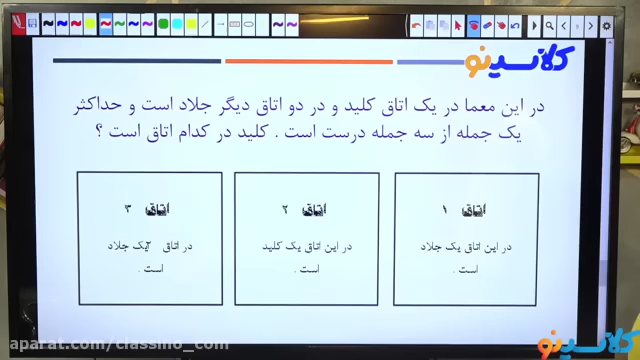 کلاسینو
در این معما در یک اتاق کلید و در دو اتاق دیگر جلاد است و حداکثر
یک جمله از سه جمله درست است . کلید در کدام اتاق است ؟
اتاق ۱
در این اتاق یک جلاد
است .
اتاق ۲
در این اتاق یک کلید
است .
اتاق ۳
در اتاق ۲ یک جلاد
است .
aparat.com/classino_com
کلاسینو